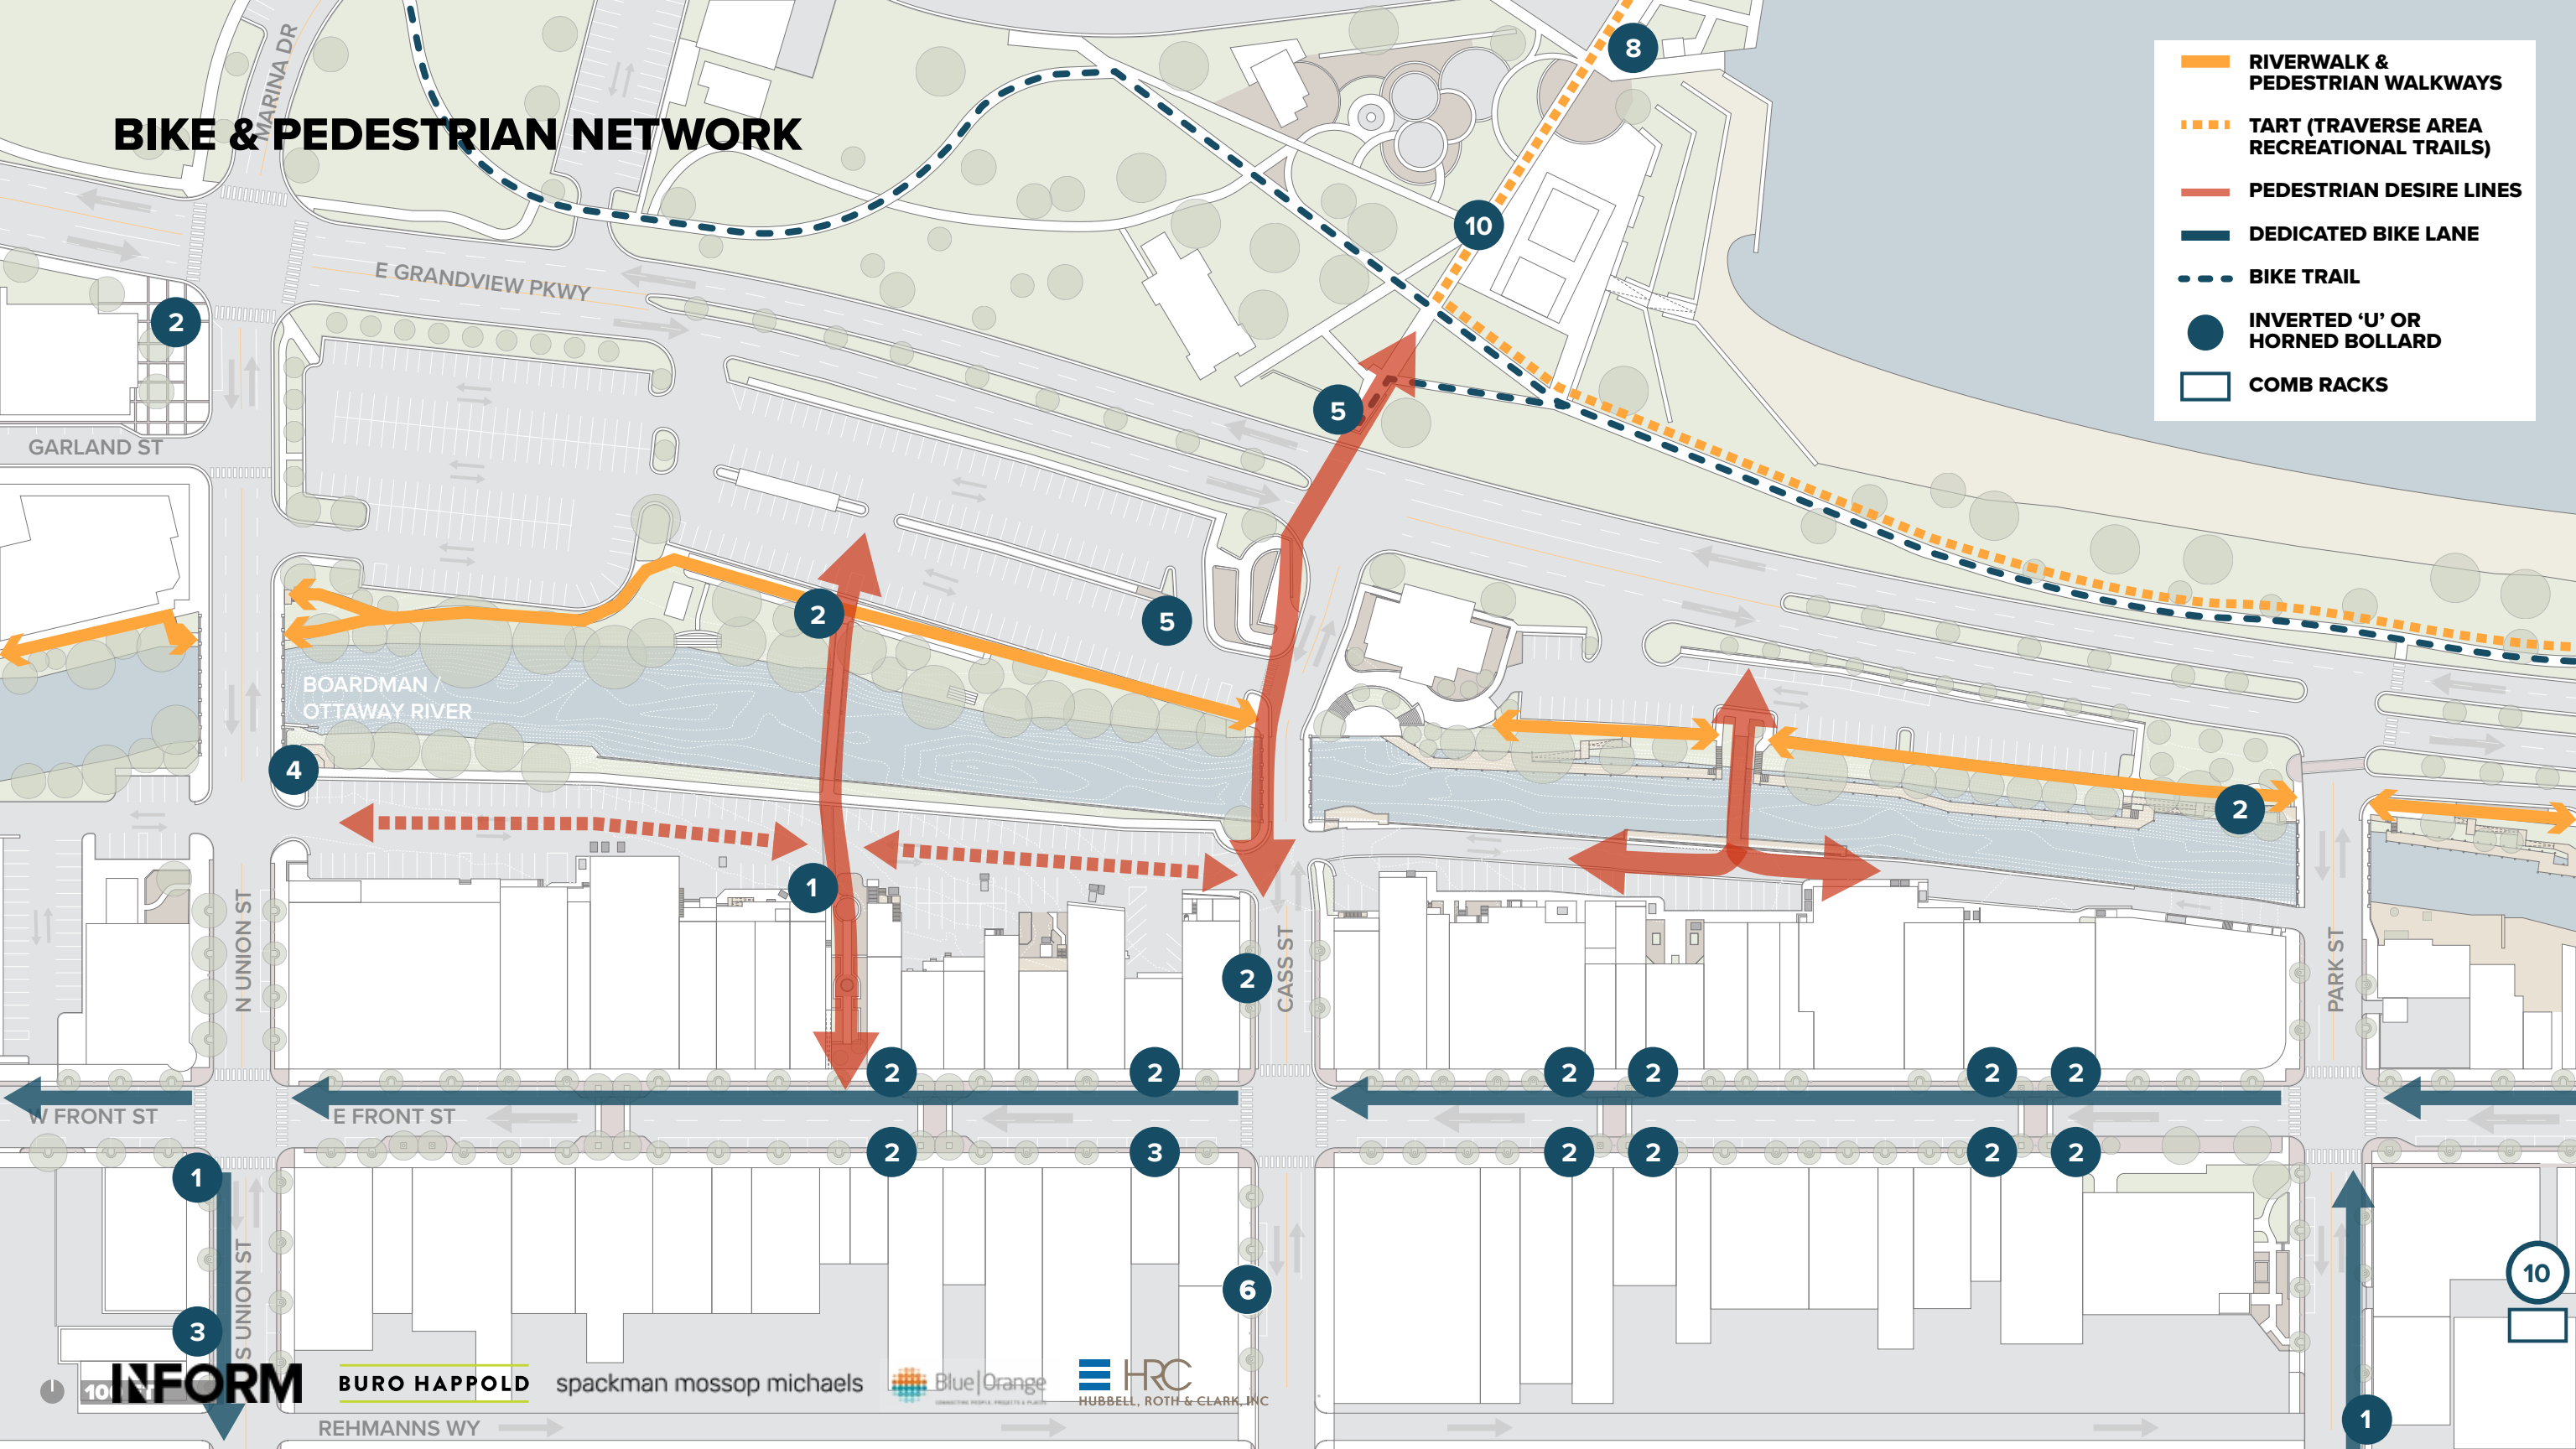 BIKE & PEDESTRIAN NETWORK
MARINA DR
8
RIVERWALK &
PEDESTRIAN WALKWAYS
TART (TRAVERSE AREA
RECREATIONAL TRAILS)
PEDESTRIAN DESIRE LINES
DEDICATED BIKE LANE
BIKE TRAIL
INVERTED ‘U’ OR
HORNED BOLLARD
COMB RACKS
10
E GRANDVIEW PKWY
2
GARLAND ST
5
2
5
BOARDMAN /
OTTAWAY RIVER
4
2
1
N UNION ST
2
CASS ST
PARK ST
2
2
2
2
2
2
W FRONT ST
E FRONT ST
2
3
2
2
2
2
1
3
S UNION ST
6
10
1
INFORM
BURO HAPPOLD
spackman mossop michaels
Blue|Orange
HRC
HUBBELL, ROTH & CLARK, INC
REHMANNS WY